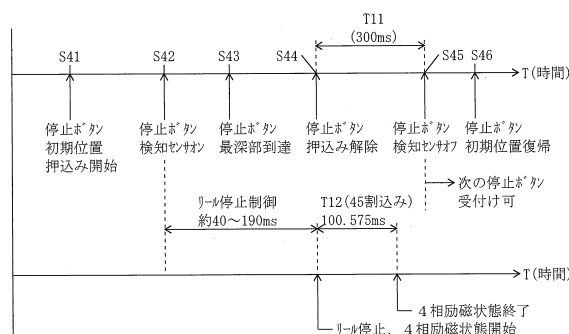 T11
(300ms)
S41
S42
S43
S44
S45
S46
T(時間)
停止ﾎﾞﾀﾝ
初期位置
押込み開始
停止ﾎﾞﾀﾝ
検知ｾﾝｻｵﾝ
停止ﾎﾞﾀﾝ
最深部到達
停止ﾎﾞﾀﾝ
押込み解除
停止ﾎﾞﾀﾝ
検知ｾﾝｻｵﾌ
停止ﾎﾞﾀﾝ
初期位置復帰
次の停止ﾎﾞﾀﾝ
受付け可
ﾘｰﾙ停止制御
約40～190ms
T12(45割込み)
100.575ms
T(時間)
4相励磁状態終了
ﾘｰﾙ停止、4相励磁状態開始